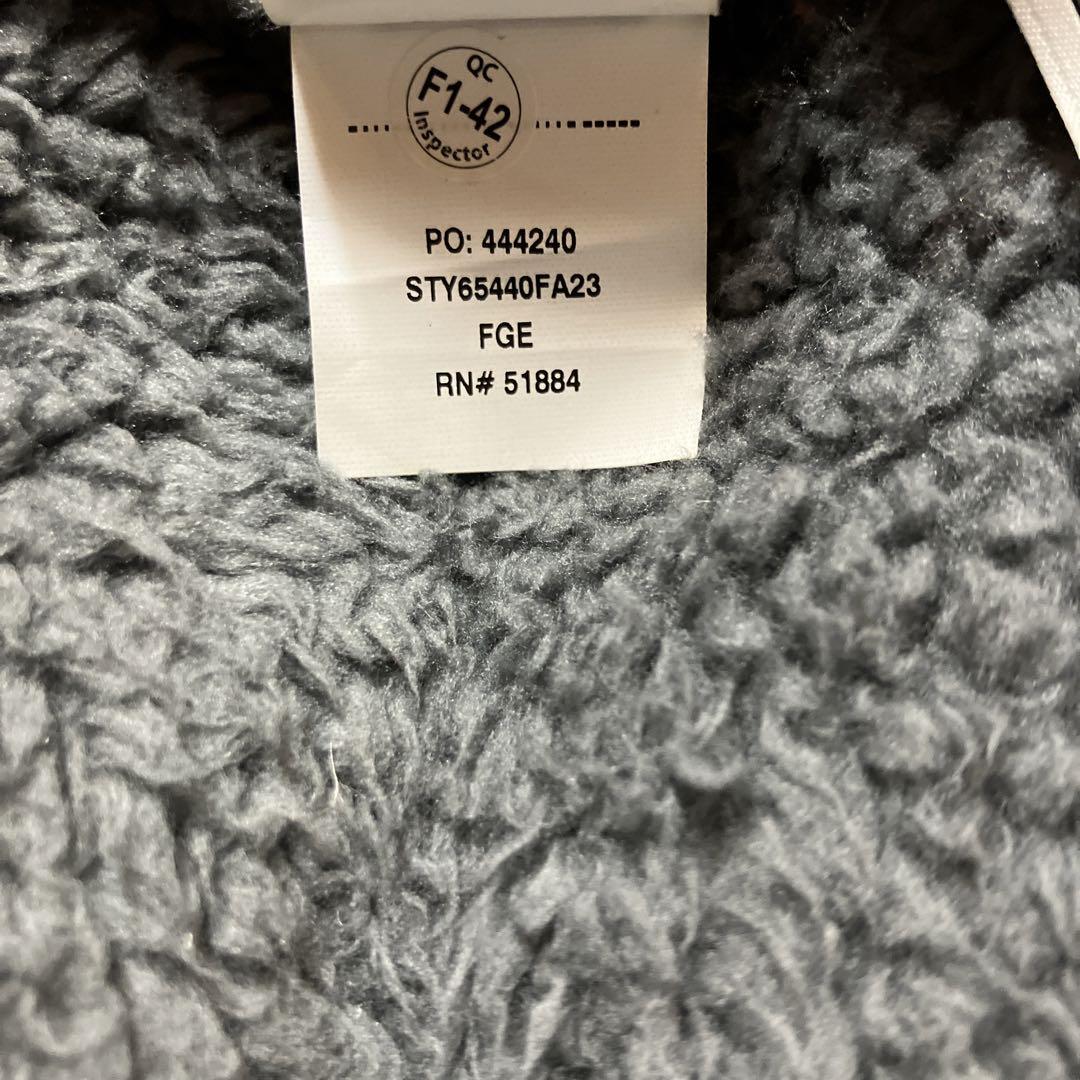 QC
F1-42
Inspector
PO: 444240
STY65440FA23
FGE
RN# 51884